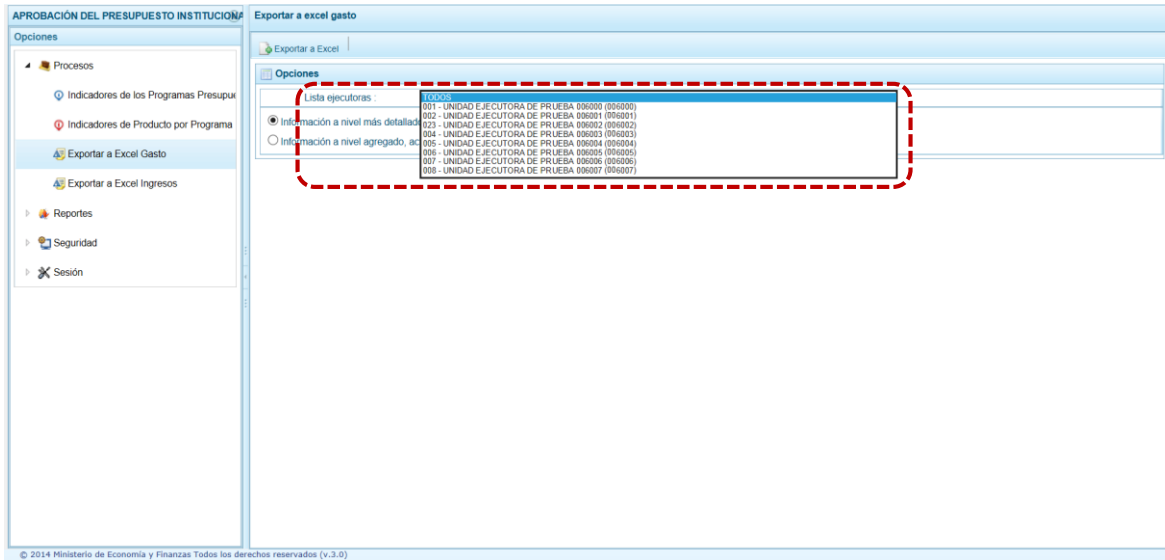 APROBACIÓN DEL PRESUPUESTO INSTITUCIONA
Opciones
Procesos
Indicadores de los Programas Presupue
Indicadores de Producto por Programa
Exportar a Excel Gasto
Exportar a Excel Ingresos
Reportes
Seguridad
Sesión
Exportar a excel gasto
Exportar a Excel
Opciones
Lista ejecutoras :
TODOS
001 - UNIDAD EJECUTORA DE PRUEBA 006000 (006000)
002 - UNIDAD EJECUTORA DE PRUEBA 006001 (006001)
023 - UNIDAD EJECUTORA DE PRUEBA 006002 (006002)
004 - UNIDAD EJECUTORA DE PRUEBA 006003 (006003)
005 - UNIDAD EJECUTORA DE PRUEBA 006004 (006004)
006 - UNIDAD EJECUTORA DE PRUEBA 006005 (006005)
007 - UNIDAD EJECUTORA DE PRUEBA 006006 (006006)
008 - UNIDAD EJECUTORA DE PRUEBA 006007 (006007)
Información a nivel más detallado
Información a nivel agregado, ac
© 2014 Ministerio de Economía y Finanzas Todos los derechos reservados (v.3.0)